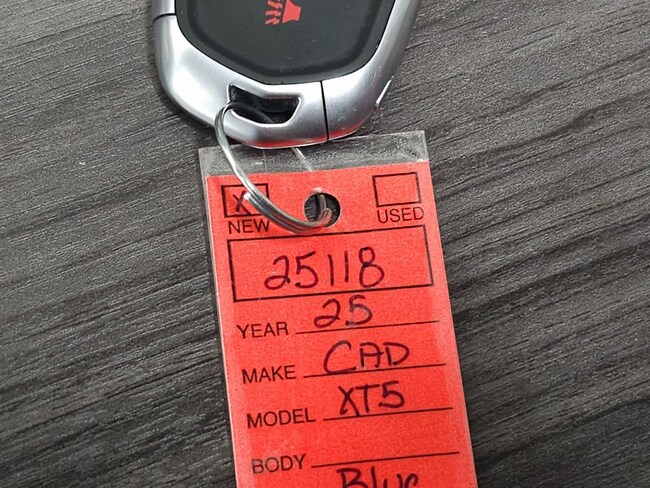 X
NEW USED
25118
YEAR 25
MAKE CAD
MODEL XT5
BODY
Blue